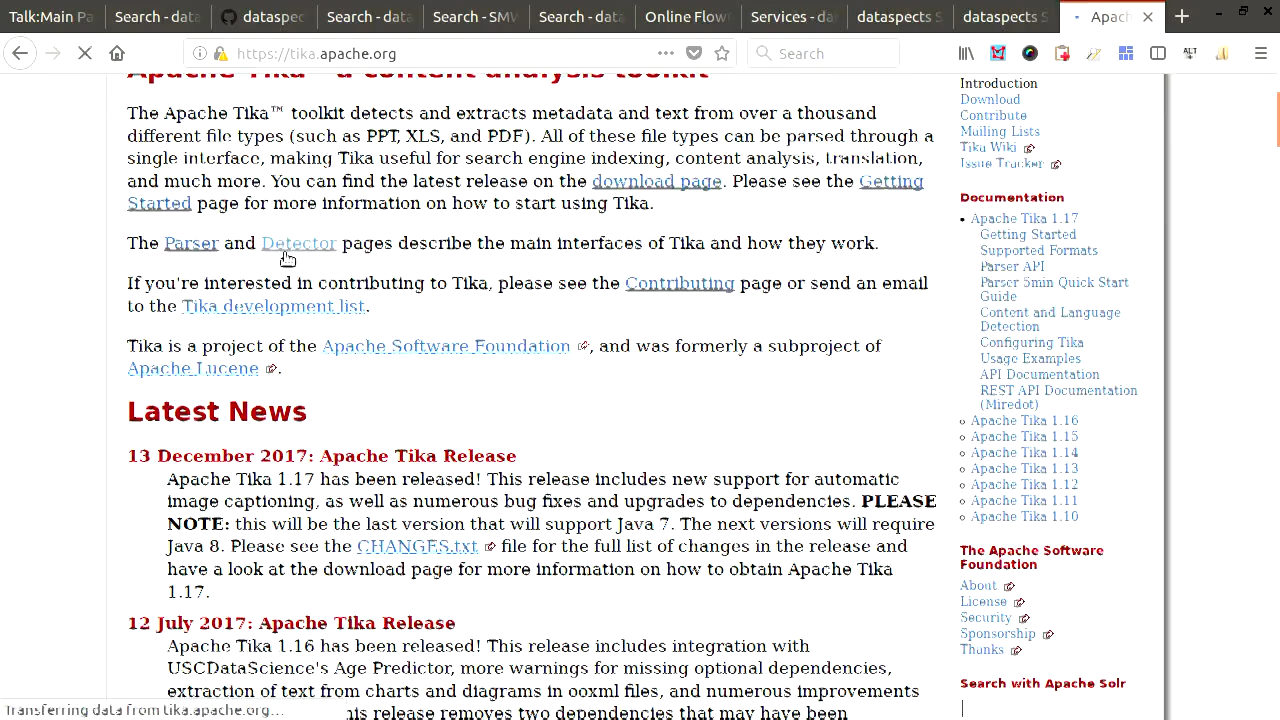 Talk:Main Pa
Search - data
dataspec
Search - data
Search - SMW
Search - data
Online Flow
Services - da
dataspects S
dataspects S
Apach
https://tika.apache.org
Search
ALT
Apache Tika™ - a content analysis toolkit
The Apache Tika™ toolkit detects and extracts metadata and text from over a thousand
different file types (such as PPT, XLS, and PDF). All of these file types can be parsed through a
single interface, making Tika useful for search engine indexing, content analysis, translation,
and much more. You can find the latest release on the download page. Please see the Getting
Started page for more information on how to start using Tika.
The Parser and Detector pages describe the main interfaces of Tika and how they work.
If you're interested in contributing to Tika, please see the Contributing page or send an email
to the Tika development list.
Tika is a project of the Apache Software Foundation, and was formerly a subproject of
Apache Lucene.
Latest News
13 December 2017: Apache Tika Release
Apache Tika 1.17 has been released! This release includes new support for automatic
image captioning, as well as numerous bug fixes and upgrades to dependencies. PLEASE
NOTE: this will be the last version that will support Java 7. The next versions will require
Java 8. Please see the CHANGES.txt file for the full list of changes in the release and
have a look at the download page for more information on how to obtain Apache Tika
1.17.
12 July 2017: Apache Tika Release
Apache Tika 1.16 has been released! This release includes integration with
USCDataScience's Age Predictor, more warnings for missing optional dependencies,
extraction of text from charts and diagrams in ooxml files, and numerous improvements
his release removes two dependencies that may have been
Introduction
Download
Contribute
Mailing Lists
Tika Wiki
Issue Tracker
Documentation
Apache Tika 1.17
Getting Started
Supported Formats
Parser API
Parser 5min Quick Start
Guide
Content and Language
Detection
Configuring Tika
Usage Examples
API Documentation
REST API Documentation
(Miredot)
Apache Tika 1.16
Apache Tika 1.15
Apache Tika 1.14
Apache Tika 1.13
Apache Tika 1.12
Apache Tika 1.11
Apache Tika 1.10
The Apache Software
Foundation
About
License
Security
Sponsorship
Thanks
Search with Apache Solr
Transferring data from tika.apache.org...